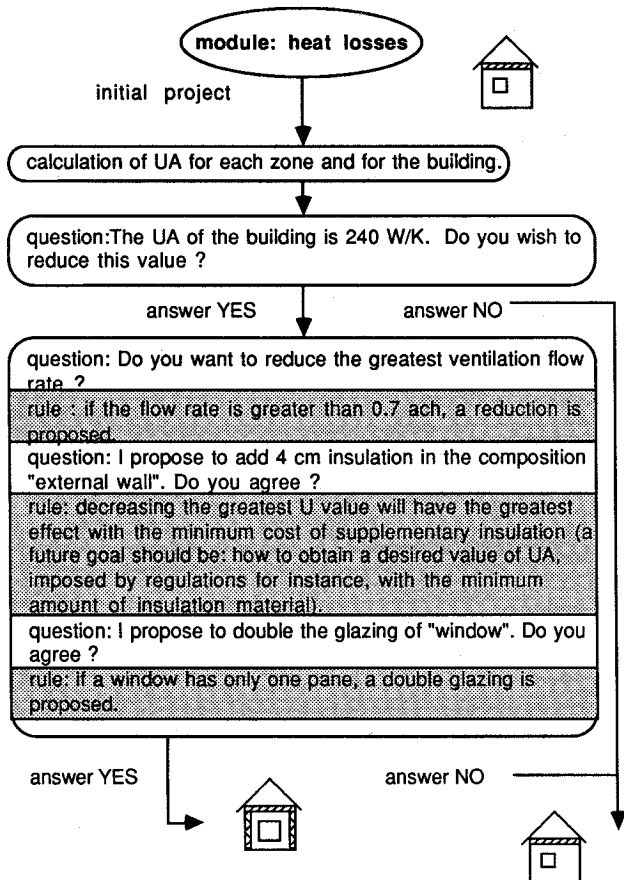 module: heat losses
initial project
calculation of UA for each zone and for the building.
question:The UA of the building is 240 W/K. Do you wish to
reduce this value ?
answer YES
answer NO
question: Do you want to reduce the greatest ventilation flow
rate ?
rule : if the flow rate is greater than 0.7 ach, a reduction is
proposed.
question: I propose to add 4 cm insulation in the composition
"external wall". Do you agree ?
rule: decreasing the greatest U value will have the greatest
effect with the minimum cost of supplementary insulation (a
future goal should be: how to obtain a desired value of UA,
imposed by regulations for instance, with the minimum
amount of insulation material).
question: I propose to double the glazing of "window". Do you
agree ?
rule: if a window has only one pane, a double glazing is
proposed.
answer YES
answer NO